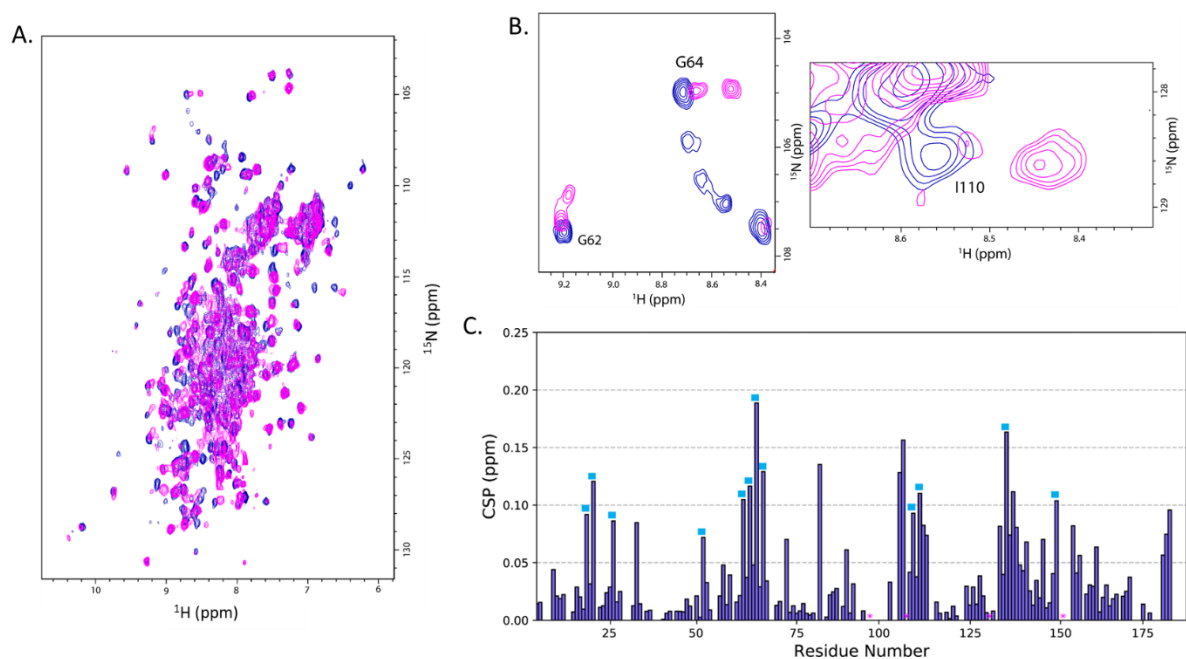 A.
105
110
115
120
125
130
¹⁵N (ppm)
10 9 8 7 6
¹H (ppm)
B.
G64
G62
104
106
108
¹⁵N (ppm)
9.2 9.0 8.8 8.6 8.4
¹H (ppm)
I110
128
129
¹⁵N (ppm)
8.6 8.5 8.4
¹H (ppm)
C.
0.25
0.20
0.15
0.10
0.05
0.00
CSP (ppm)
* * * *
25 50 75 100 125 150 175
Residue Number